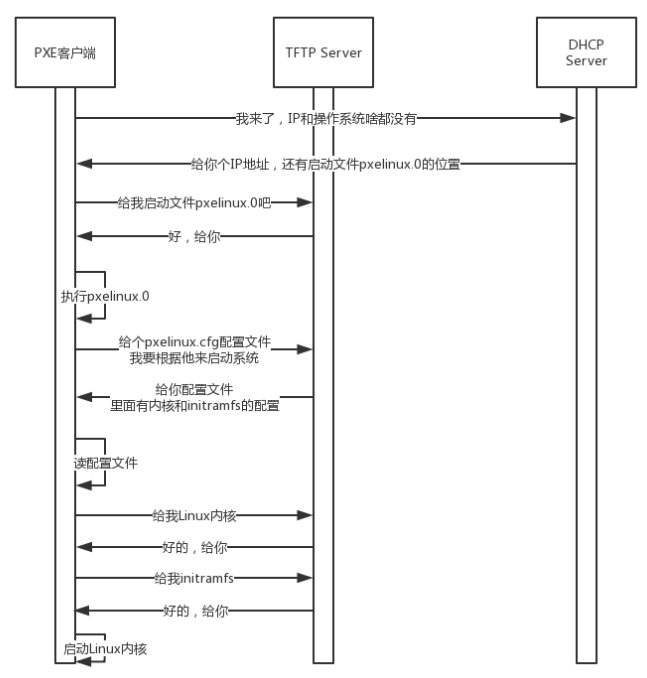 PXE客户端
TFTP Server
DHCP
Server
我来了，IP和操作系统啥都没有
给你个IP地址，还有启动文件pxelinux.0的位置
给我启动文件pxelinux.0吧
好，给你
执行pxelinux.0
给个pxelinux.cfg配置文件
我要根据他来启动系统
给你配置文件
里面有内核和initramfs的配置
读配置文件
给我Linux内核
好的，给你
给我initramfs
好的，给你
启动Linux内核